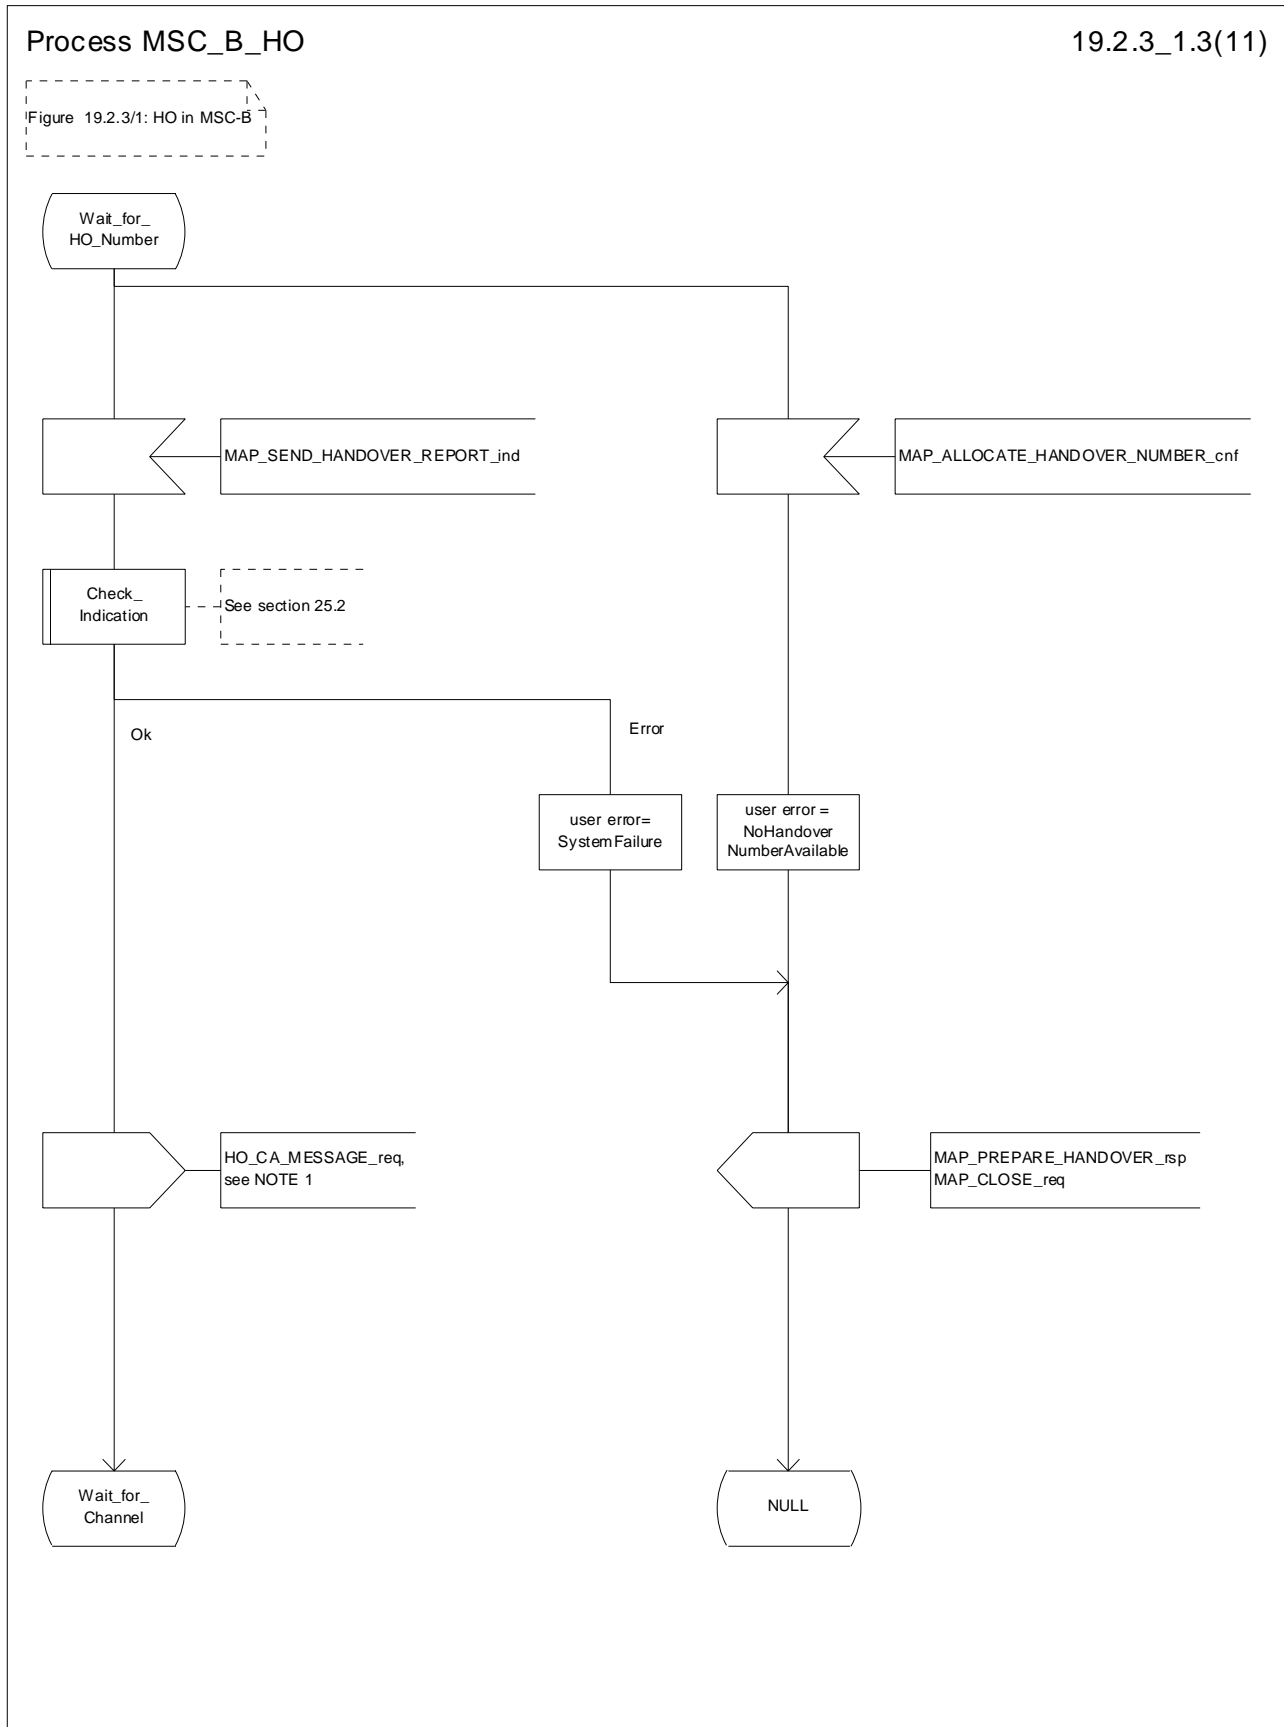 Process MSC_B_HO
19.2.3_1.3(11)
Figure 19.2.3/1: HO in MSC-B
Wait_for_
HO_Number
MAP_SEND_HANDOVER_REPORT_ind
MAP_ALLOCATE_HANDOVER_NUMBER_cnf
Check_
Indication
See section 25.2
Ok
Error
user error=
SystemFailure
user error =
NoHandover
NumberAvailable
HO_CA_MESSAGE_req,
see NOTE 1
MAP_PREPARE_HANDOVER_rsp
MAP_CLOSE_req
Wait_for_
Channel
NULL